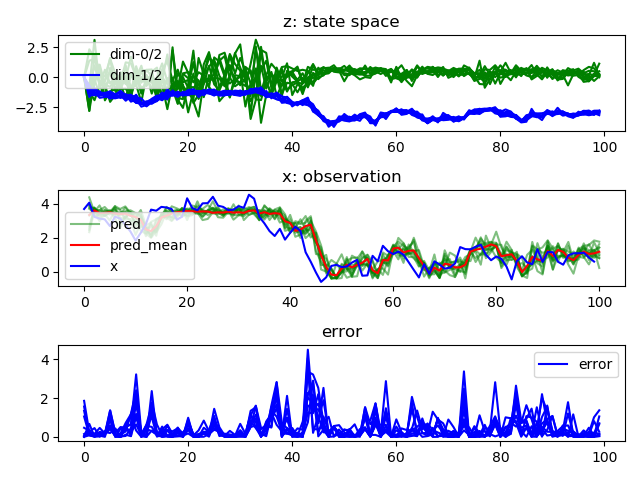 z: state space
2.5
0.0
−2.5
dim-0/2
dim-1/2
0 20 40 60 80 100
x: observation
4
2
0
pred
pred_mean
x
0 20 40 60 80 100
error
4
2
0
error
0 20 40 60 80 100